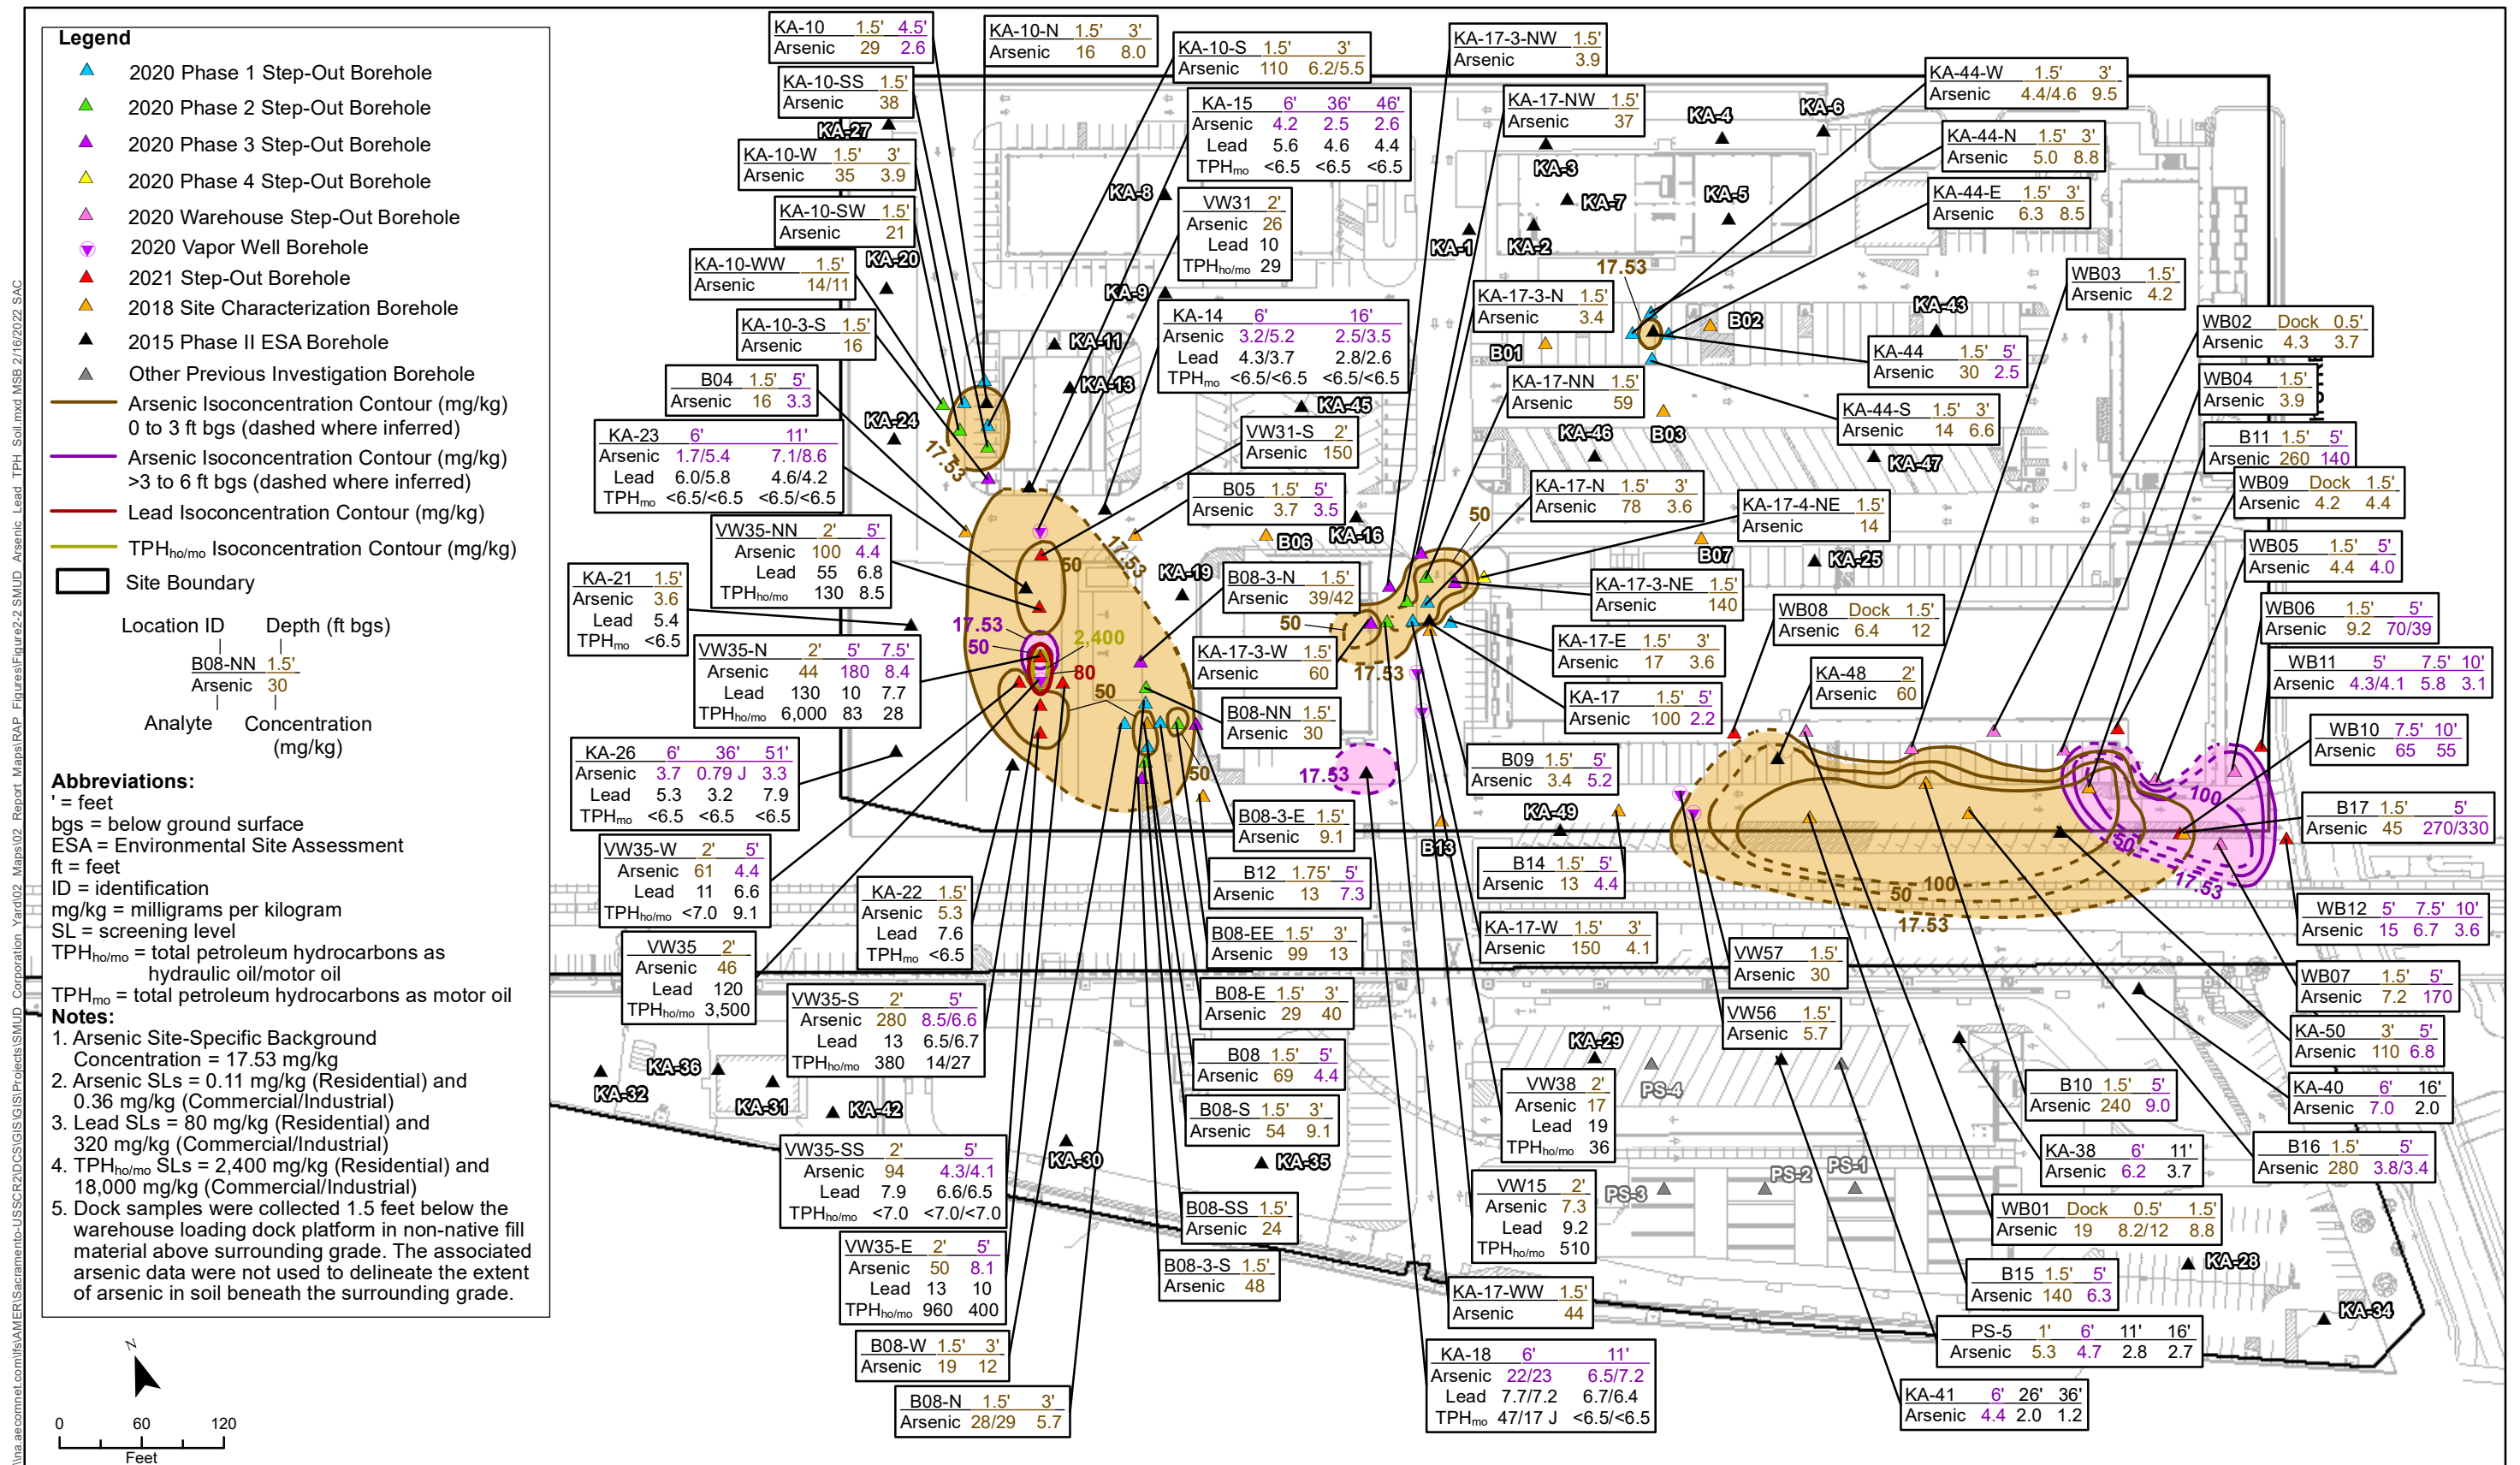 Legend
2020 Phase 1 Step-Out Borehole
2020 Phase 2 Step-Out Borehole
2020 Phase 3 Step-Out Borehole
2020 Phase 4 Step-Out Borehole
2020 Warehouse Step-Out Borehole
2020 Vapor Well Borehole
2021 Step-Out Borehole
2018 Site Characterization Borehole
2015 Phase II ESA Borehole
Other Previous Investigation Borehole
Arsenic Isoconcentration Contour (mg/kg)
0 to 3 ft bgs (dashed where inferred)
Arsenic Isoconcentration Contour (mg/kg)
>3 to 6 ft bgs (dashed where inferred)
Lead Isoconcentration Contour (mg/kg)
TPHho/mo Isoconcentration Contour (mg/kg)
Site Boundary
Location ID Depth (ft bgs)
B08-NN 1.5'
Arsenic 30
Analyte Concentration
(mg/kg)
Abbreviations:
' = feet
bgs = below ground surface
ESA = Environmental Site Assessment
ft = feet
ID = identification
mg/kg = milligrams per kilogram
SL = screening level
TPHho/mo = total petroleum hydrocarbons as
hydraulic oil/motor oil
TPHmo = total petroleum hydrocarbons as motor oil
Notes:
1. Arsenic Site-Specific Background
Concentration = 17.53 mg/kg
2. Arsenic SLs = 0.11 mg/kg (Residential) and
0.36 mg/kg (Commercial/Industrial)
3. Lead SLs = 80 mg/kg (Residential) and
320 mg/kg (Commercial/Industrial)
4. TPHho/mo SLs = 2,400 mg/kg (Residential) and
18,000 mg/kg (Commercial/Industrial)
5. Dock samples were collected 1.5 feet below the
warehouse loading dock platform in non-native fill
material above surrounding grade. The associated
arsenic data were not used to delineate the extent
of arsenic in soil beneath the surrounding grade.
N
0 60 120
Feet
KA-10 1.5' 4.5'
Arsenic 29 2.6
KA-10-N 1.5' 3'
Arsenic 16 8.0
KA-10-S 1.5' 3'
Arsenic 110 6.2/5.5
KA-17-3-NW 1.5'
Arsenic 3.9
KA-10-SS 1.5'
Arsenic 38
KA-15 6' 36' 46'
Arsenic 4.2 2.5 2.6
Lead 5.6 4.6 4.4
TPHmo <6.5 <6.5 <6.5
KA-17-NW 1.5'
Arsenic 37
KA-44-W 1.5' 3'
Arsenic 4.4/4.6 9.5
KA-44-N 1.5' 3'
Arsenic 5.0 8.8
KA-44-E 1.5' 3'
Arsenic 6.3 8.5
KA-27
KA-4
KA-6
KA-3
KA-7
KA-5
KA-8
KA-1
KA-2
KA-10-W 1.5' 3'
Arsenic 35 3.9
KA-10-SW 1.5'
Arsenic 21
VW31 2'
Arsenic 26
Lead 10
TPHho/mo 29
KA-20
KA-10-WW 1.5'
Arsenic 14/11
KA-9
17.53
KA-17-3-N 1.5'
Arsenic 3.4
WB03 1.5'
Arsenic 4.2
KA-43
B02
B01
KA-10-3-S 1.5'
Arsenic 16
KA-11
KA-14 6' 16'
Arsenic 3.2/5.2 2.5/3.5
Lead 4.3/3.7 2.8/2.6
TPHmo <6.5/<6.5 <6.5/<6.5
WB02 Dock 0.5'
Arsenic 4.3 3.7
KA-44 1.5' 5'
Arsenic 30 2.5
WB04 1.5'
Arsenic 3.9
B04 1.5' 5'
Arsenic 16 3.3
KA-13
KA-17-NN 1.5'
Arsenic 59
KA-44-S 1.5' 3'
Arsenic 14 6.6
KA-45
KA-24
B03
KA-46
KA-47
KA-23 6' 11'
Arsenic 1.7/5.4 7.1/8.6
Lead 6.0/5.8 4.6/4.2
TPHmo <6.5/<6.5 <6.5/<6.5
17.53
VW31-S 2'
Arsenic 150
B11 1.5' 5'
Arsenic 260 140
WB09 Dock 1.5'
Arsenic 4.2 4.4
B05 1.5' 5'
Arsenic 3.7 3.5
KA-17-N 1.5' 3'
Arsenic 78 3.6
KA-17-4-NE 1.5'
Arsenic 14
KA-16
B06
50
B07
KA-25
WB05 1.5' 5'
Arsenic 4.4 4.0
VW35-NN 2' 5'
Arsenic 100 4.4
Lead 55 6.8
TPHho/mo 130 8.5
50
17.53
KA-19
B08-3-N 1.5'
Arsenic 39/42
KA-21 1.5'
Arsenic 3.6
Lead 5.4
TPHmo <6.5
KA-17-3-NE 1.5'
Arsenic 140
WB08 Dock 1.5'
Arsenic 6.4 12
WB06 1.5' 5'
Arsenic 9.2 70/39
17.53
50
2,400
80
50
50
17.53
KA-17-3-W 1.5'
Arsenic 60
KA-17-E 1.5' 3'
Arsenic 17 3.6
WB11 5' 7.5' 10'
Arsenic 4.3/4.1 5.8 3.1
VW35-N 2' 5' 7.5'
Arsenic 44 180 8.4
Lead 130 10 7.7
TPHho/mo 6,000 83 28
KA-48 2'
Arsenic 60
KA-17 1.5' 5'
Arsenic 100 2.2
B08-NN 1.5'
Arsenic 30
WB10 7.5' 10'
Arsenic 65 55
KA-26 6' 36' 51'
Arsenic 3.7 0.79 J 3.3
Lead 5.3 3.2 7.9
TPHmo <6.5 <6.5 <6.5
50
17.53
B09 1.5' 5'
Arsenic 3.4 5.2
100
50
17.53
B17 1.5' 5'
Arsenic 45 270/330
B08-3-E 1.5'
Arsenic 9.1
KA-49
B13
VW35-W 2' 5'
Arsenic 61 4.4
Lead 11 6.6
TPHho/mo <7.0 9.1
B12 1.75' 5'
Arsenic 13 7.3
B14 1.5' 5'
Arsenic 13 4.4
100
50
17.53
KA-22 1.5'
Arsenic 5.3
Lead 7.6
TPHmo <6.5
WB12 5' 7.5' 10'
Arsenic 15 6.7 3.6
B08-EE 1.5' 3'
Arsenic 99 13
KA-17-W 1.5' 3'
Arsenic 150 4.1
VW35 2'
Arsenic 46
Lead 120
TPHho/mo 3,500
VW57 1.5'
Arsenic 30
WB07 1.5' 5'
Arsenic 7.2 170
VW35-S 2' 5'
Arsenic 280 8.5/6.6
Lead 13 6.5/6.7
TPHho/mo 380 14/27
B08-E 1.5' 3'
Arsenic 29 40
VW56 1.5'
Arsenic 5.7
KA-50 3' 5'
Arsenic 110 6.8
B08 1.5' 5'
Arsenic 69 4.4
KA-29
KA-36
KA-32
KA-31
KA-42
PS-4
VW38 2'
Arsenic 17
Lead 19
TPHho/mo 36
B10 1.5' 5'
Arsenic 240 9.0
KA-40 6' 16'
Arsenic 7.0 2.0
B08-S 1.5' 3'
Arsenic 54 9.1
VW35-SS 2' 5'
Arsenic 94 4.3/4.1
Lead 7.9 6.6/6.5
TPHho/mo <7.0 <7.0/<7.0
KA-30
KA-35
KA-38 6' 11'
Arsenic 6.2 3.7
B16 1.5' 5'
Arsenic 280 3.8/3.4
PS-3
PS-2
PS-1
VW15 2'
Arsenic 7.3
Lead 9.2
TPHho/mo 510
B08-SS 1.5'
Arsenic 24
WB01 Dock 0.5' 1.5'
Arsenic 19 8.2/12 8.8
VW35-E 2' 5'
Arsenic 50 8.1
Lead 13 10
TPHho/mo 960 400
B08-3-S 1.5'
Arsenic 48
KA-28
B15 1.5' 5'
Arsenic 140 6.3
KA-17-WW 1.5'
Arsenic 44
KA-34
PS-5 1' 6' 11' 16'
Arsenic 5.3 4.7 2.8 2.7
B08-W 1.5' 3'
Arsenic 19 12
KA-18 6' 11'
Arsenic 22/23 6.5/7.2
Lead 7.7/7.2 6.7/6.4
TPHmo 47/17 J <6.5/<6.5
B08-N 1.5' 3'
Arsenic 28/29 5.7
KA-41 6' 26' 36'
Arsenic 4.4 2.0 1.2